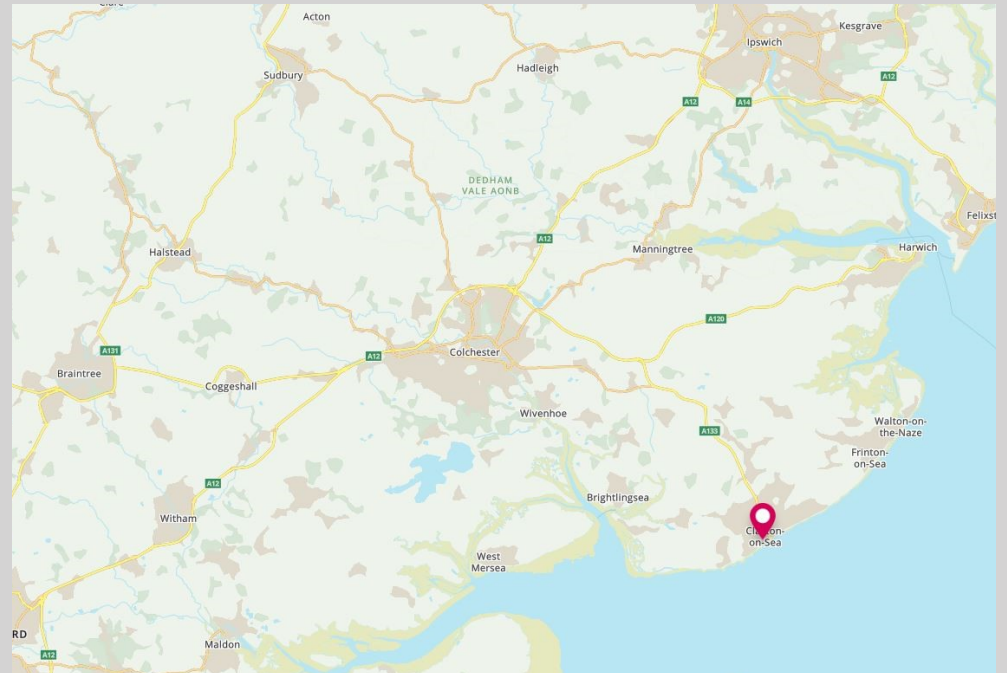 Acton
Kesgrave
Ipswich
Hadleigh
Sudbury
A12
A12
A14
DEDHAM
VALE AONB
A12
Halstead
Manningtree
Harwich
A120
A131
A12
Colchester
Braintree
Coggeshall
Wivenhoe
Walton-on-
the-Naze
A133
Frinton-
on-Sea
A12
Brightlingsea
Witham
on-Sea
West
Mersea
RD
Maldon
A12